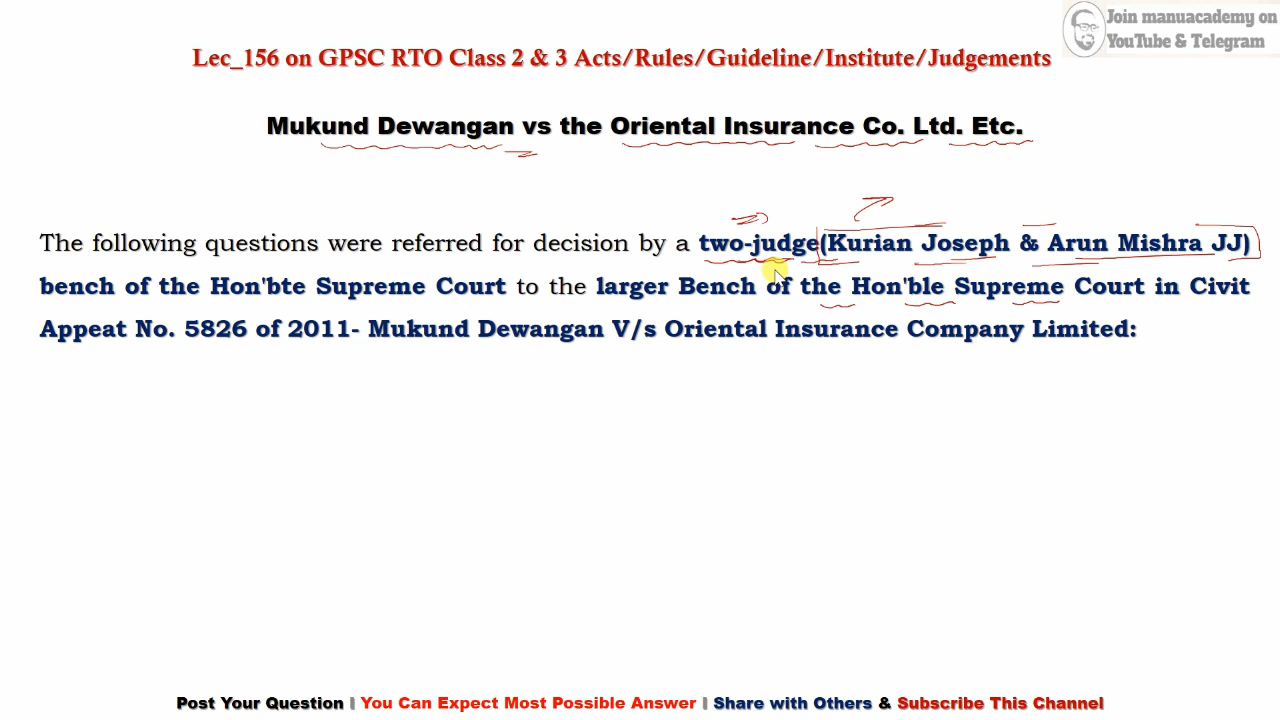 Join manuacademy on
YouTube & Telegram
Lec_156 on GPSC RTO Class 2 & 3 Acts/Rules/Guideline/Institute/Judgements
Mukund Dewangan vs the Oriental Insurance Co. Ltd. Etc.
The following questions were referred for decision by a two-judge(Kurian Joseph & Arun Mishra JJ)
bench of the Hon'bte Supreme Court to the larger Bench of the Hon'ble Supreme Court in Civit
Appeat No. 5826 of 2011- Mukund Dewangan V/s Oriental Insurance Company Limited:
Post Your Question | You Can Expect Most Possible Answer | Share with Others & Subscribe This Channel